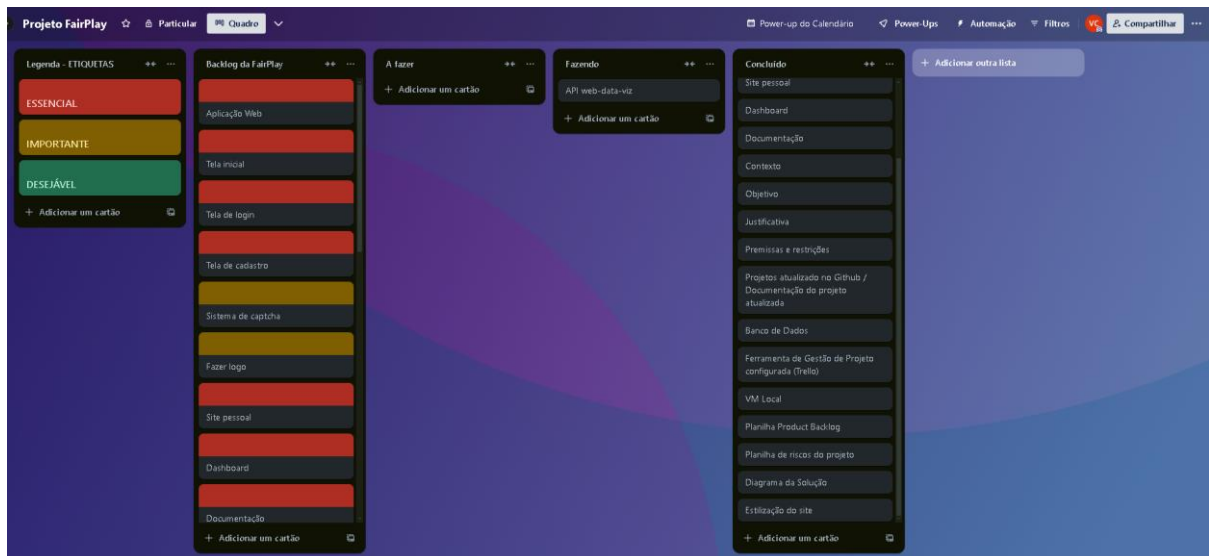 Projeto FairPlay
Particular
Quadro
Power-up do Calendário
Power-Ups
Automação
Filtros
VC
Compartilhar
Legenda - ETIQUETAS
ESSENCIAL
IMPORTANTE
DESEJÁVEL
+ Adicionar um cartão
Backlog da FairPlay
Aplicação Web
Tela inicial
Tela de login
Tela de cadastro
Sistema de captcha
Fazer logo
Site pessoal
Dashboard
Documentação
+ Adicionar um cartão
A fazer
+ Adicionar um cartão
Fazendo
API web-data-viz
+ Adicionar um cartão
Concluído
Site pessoal
Dashboard
Documentação
Contexto
Objetivo
Justificativa
Premissas e restrições
Projetos atualizado no Github /
Documentação do projeto
atualizada
Banco de Dados
Ferramenta de Gestão de Projeto
configurada (Trello)
VM Local
Planilha Product Backlog
Planilha de riscos do projeto
Diagrama da Solução
Estilização do site
+ Adicionar um cartão
+ Adicionar outra lista